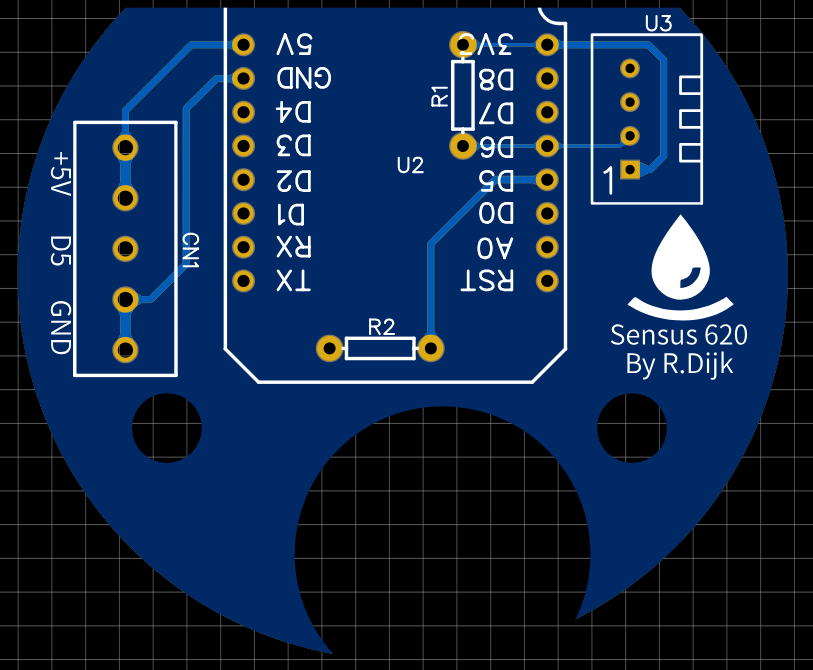 U3
5V
GND
D4
D3
D2
D1
RX
TX
3V3
D8
D7
D6
D5
D0
A0
RST
R1
U2
1
+5V
D5
GND
CN1
R2
Sensus 620
By R.Dijk